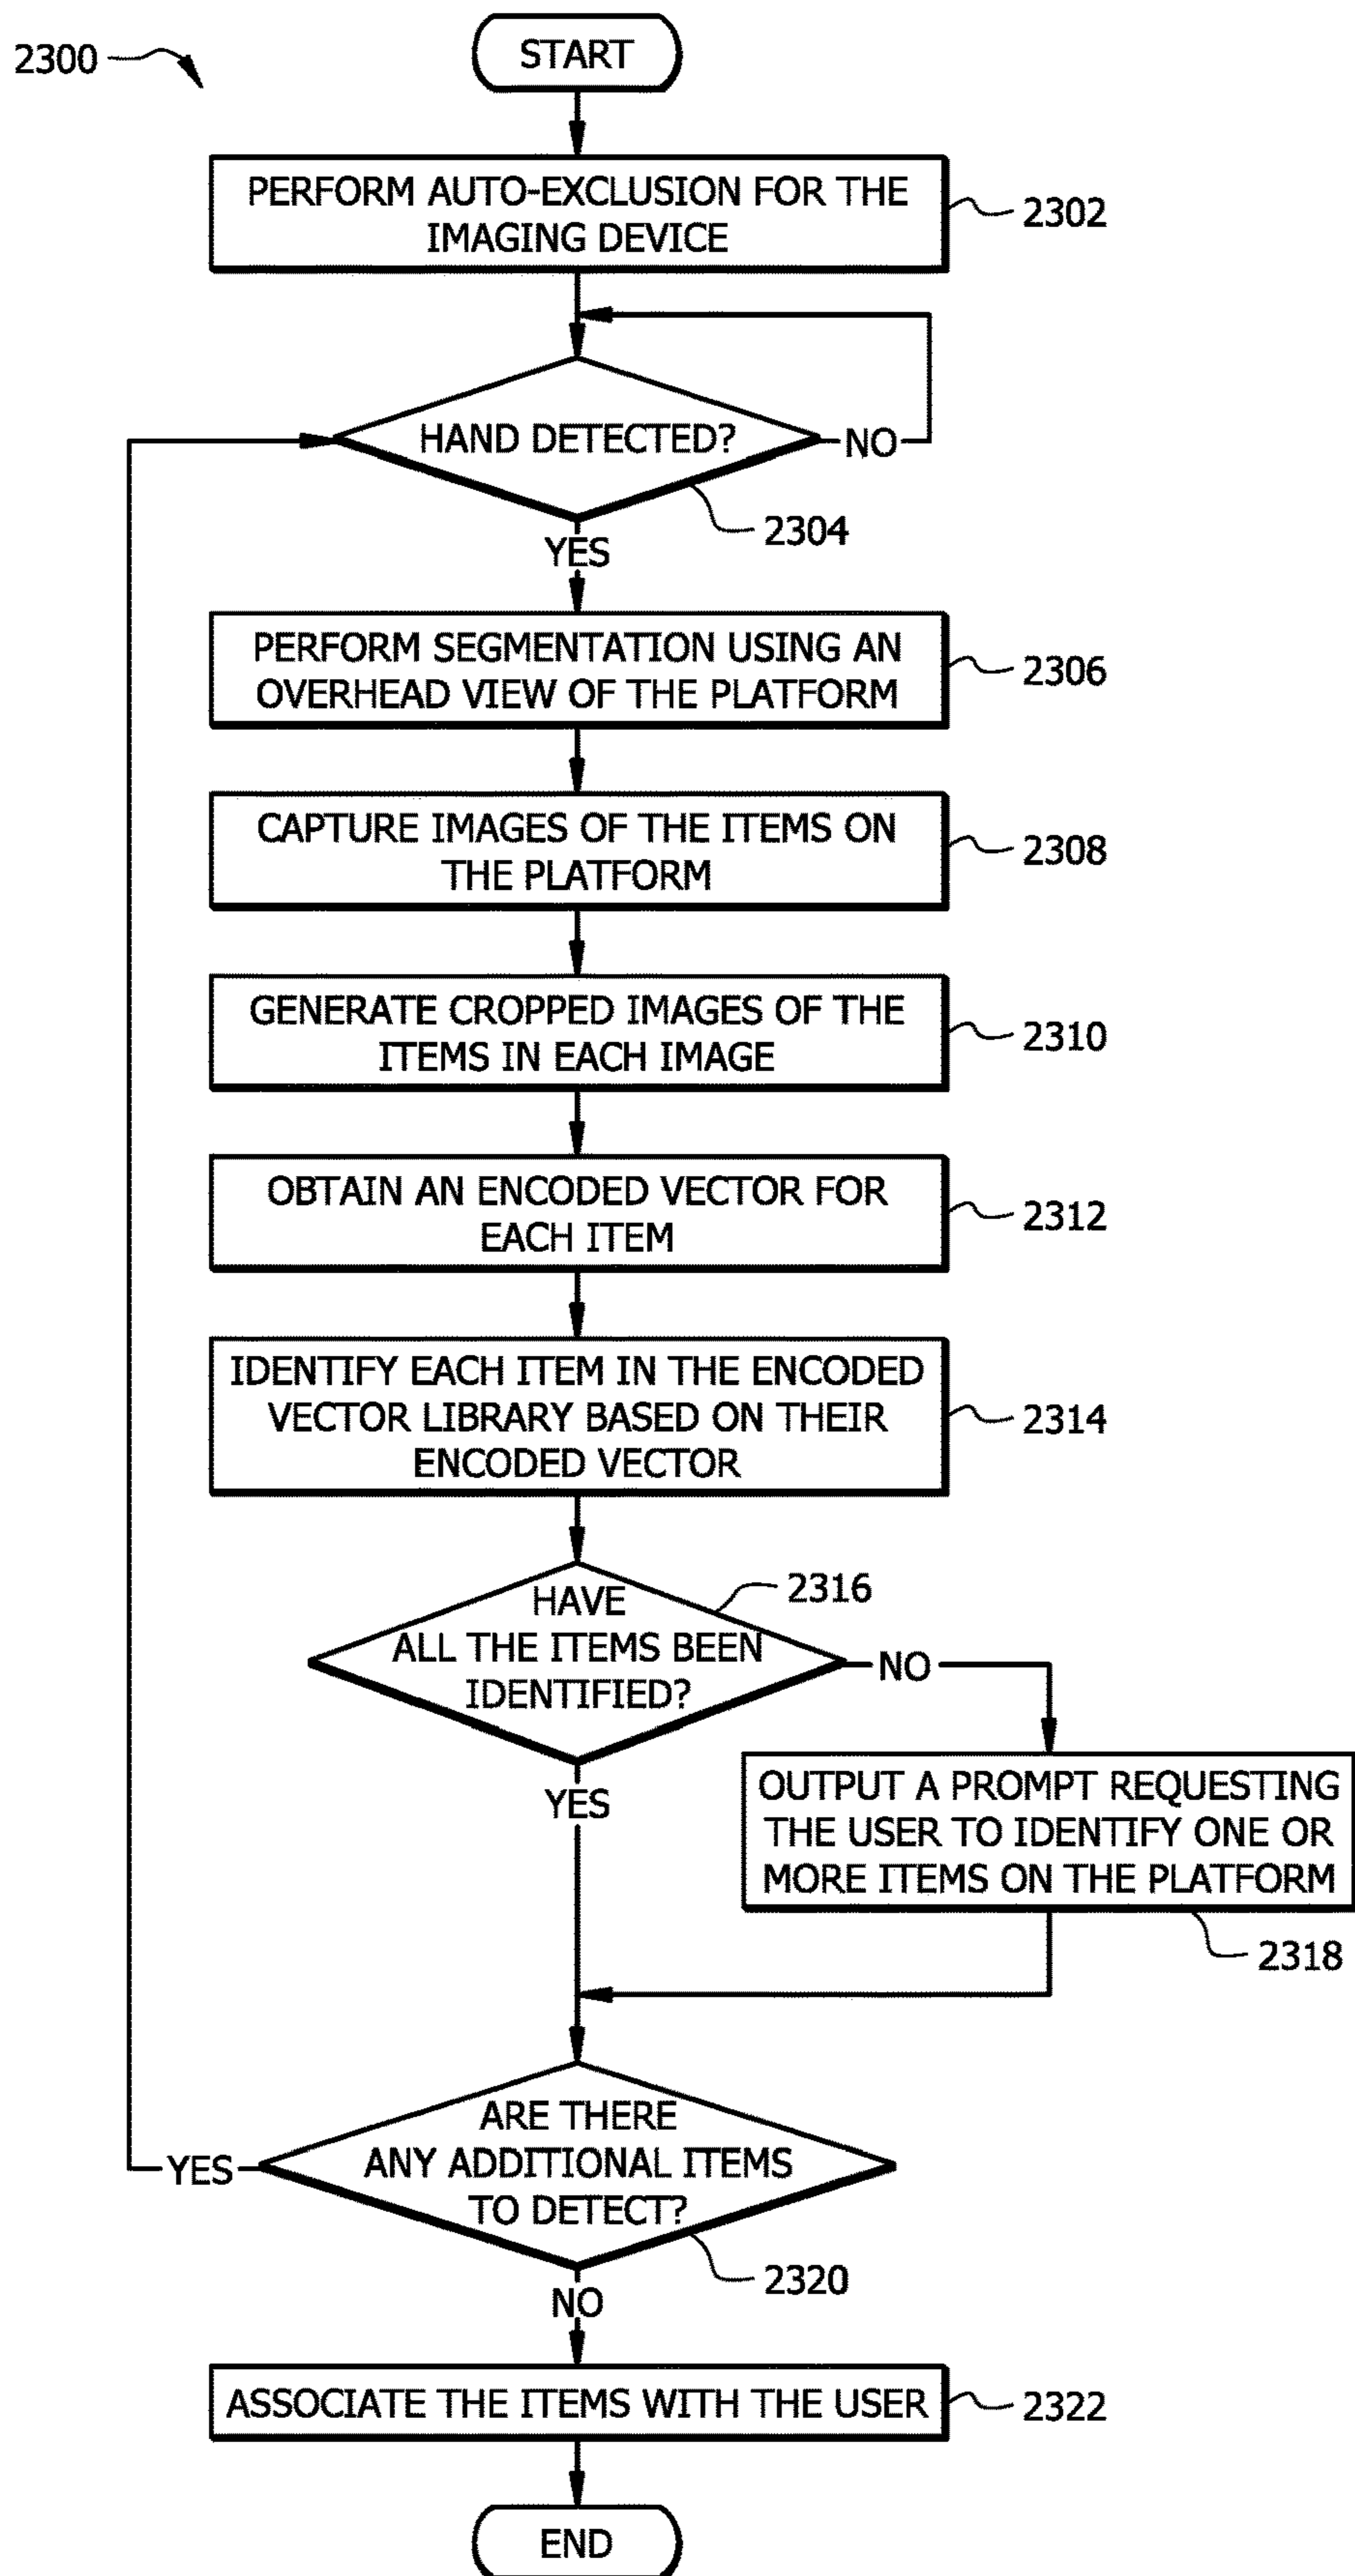 2300
START
PERFORM AUTO-EXCLUSION FOR THE
IMAGING DEVICE
2302
HAND DETECTED?
NO
2304
YES
PERFORM SEGMENTATION USING AN
OVERHEAD VIEW OF THE PLATFORM
2306
CAPTURE IMAGES OF THE ITEMS ON
THE PLATFORM
2308
GENERATE CROPPED IMAGES OF THE
ITEMS IN EACH IMAGE
2310
OBTAIN AN ENCODED VECTOR FOR
EACH ITEM
2312
IDENTIFY EACH ITEM IN THE ENCODED
VECTOR LIBRARY BASED ON THEIR
ENCODED VECTOR
2314
HAVE
ALL THE ITEMS BEEN
IDENTIFIED?
2316
NO
YES
OUTPUT A PROMPT REQUESTING
THE USER TO IDENTIFY ONE OR
MORE ITEMS ON THE PLATFORM
2318
ARE THERE
ANY ADDITIONAL ITEMS
TO DETECT?
YES
2320
NO
ASSOCIATE THE ITEMS WITH THE USER
2322
END